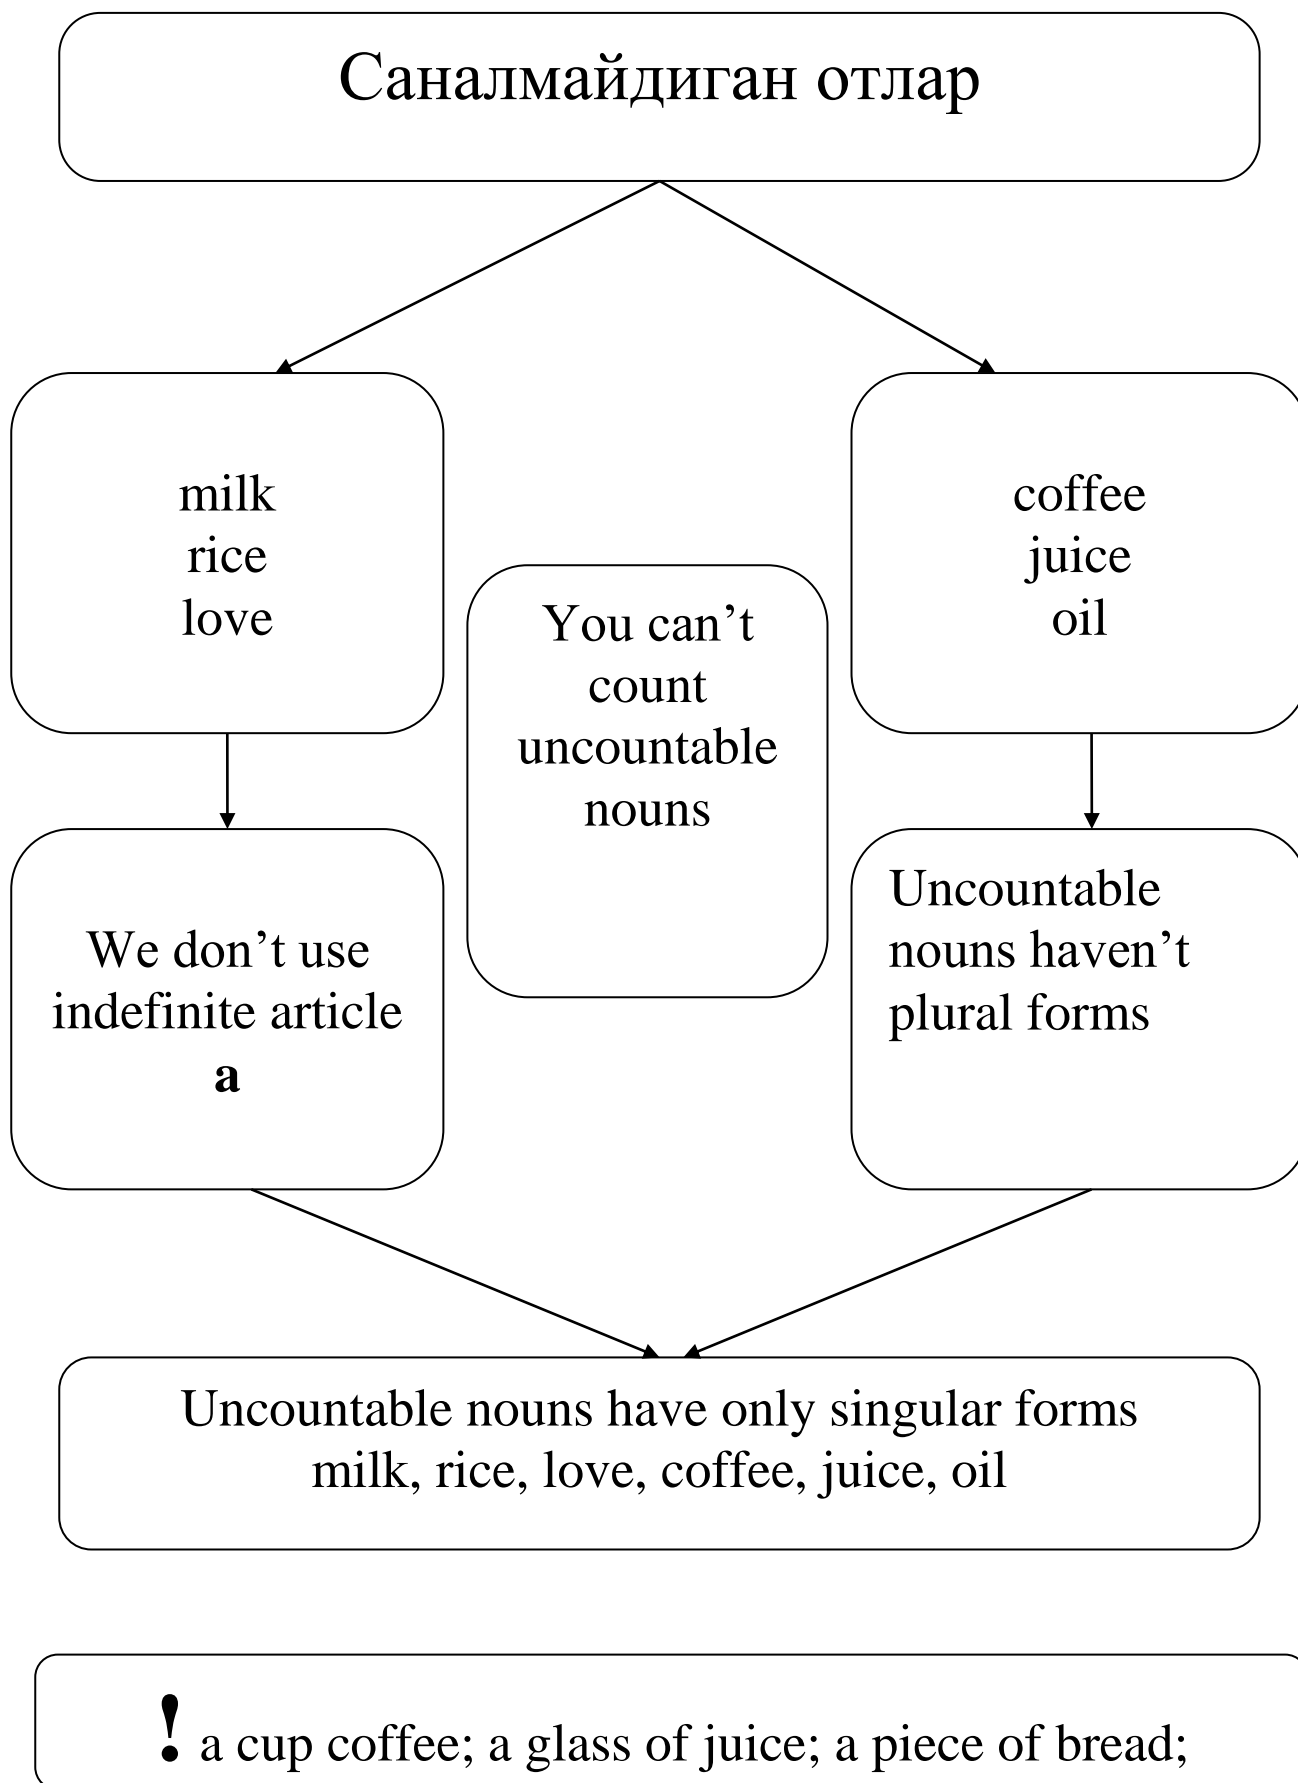 Саналмайдиган отлар
milk
rice
love
coffee
juice
oil
You can’t
count
uncountable
nouns
We don’t use
indefinite article
a
Uncountable
nouns haven’t
plural forms
Uncountable nouns have only singular forms
milk, rice, love, coffee, juice, oil
! a cup coffee; a glass of juice; a piece of bread;